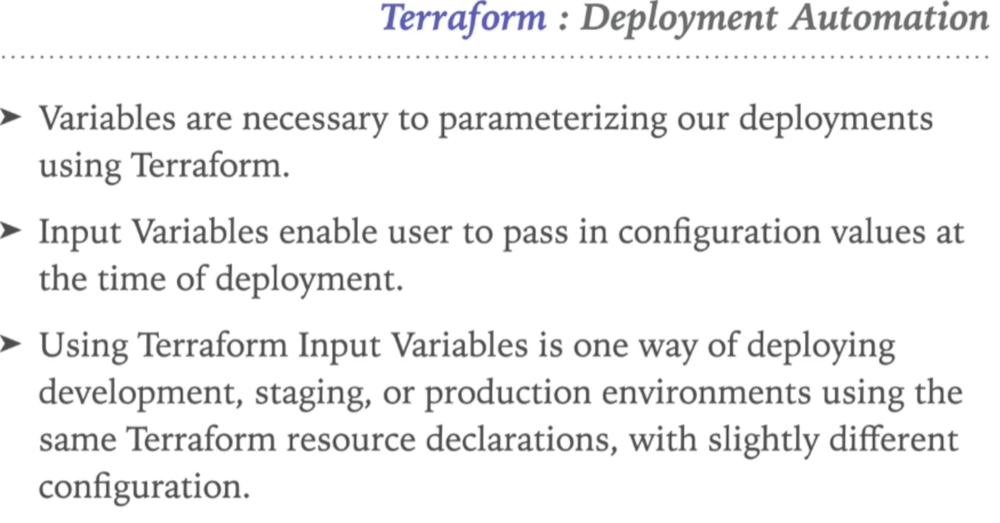 Terraform : Deployment Automation
➤ Variables are necessary to parameterizing our deployments
using Terraform.
➤ Input Variables enable user to pass in configuration values at
the time of deployment.
➤ Using Terraform Input Variables is one way of deploying
development, staging, or production environments using the
same Terraform resource declarations, with slightly different
configuration.